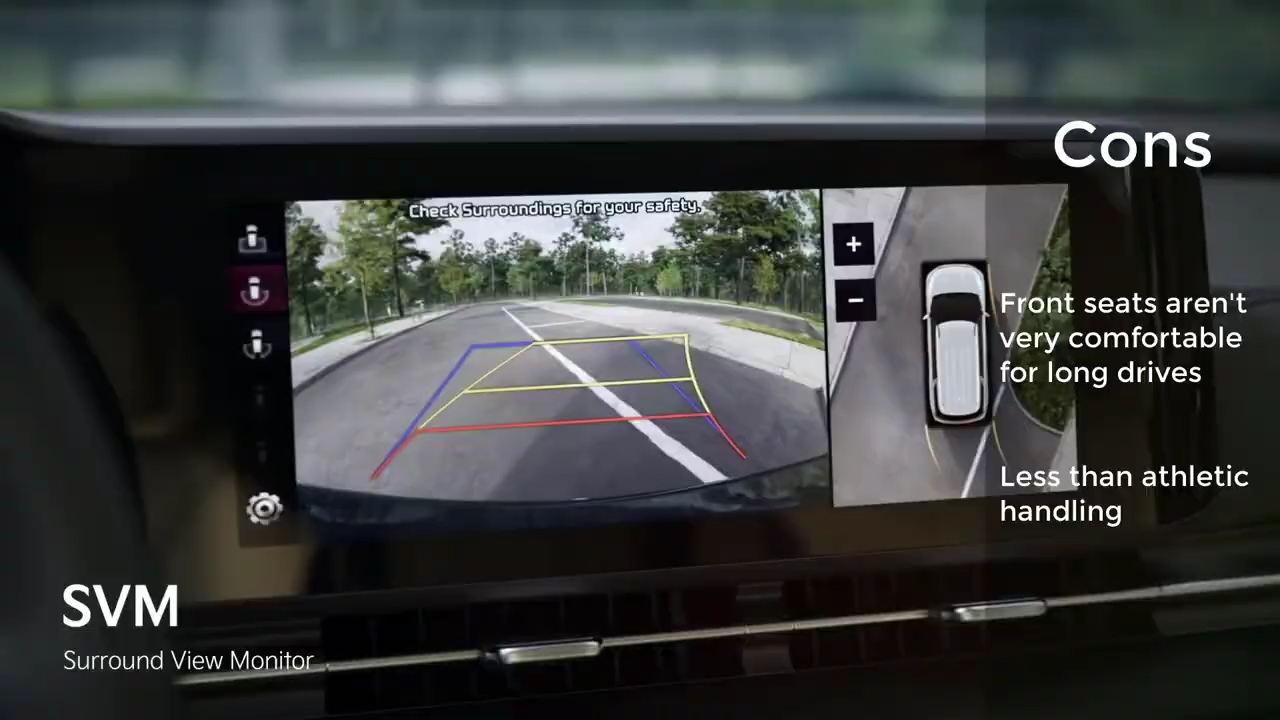 Cons
Check Surroundings for your safety.
+
−
Front seats aren't
very comfortable
for long drives
Less than athletic
handling
SVM
Surround View Monitor